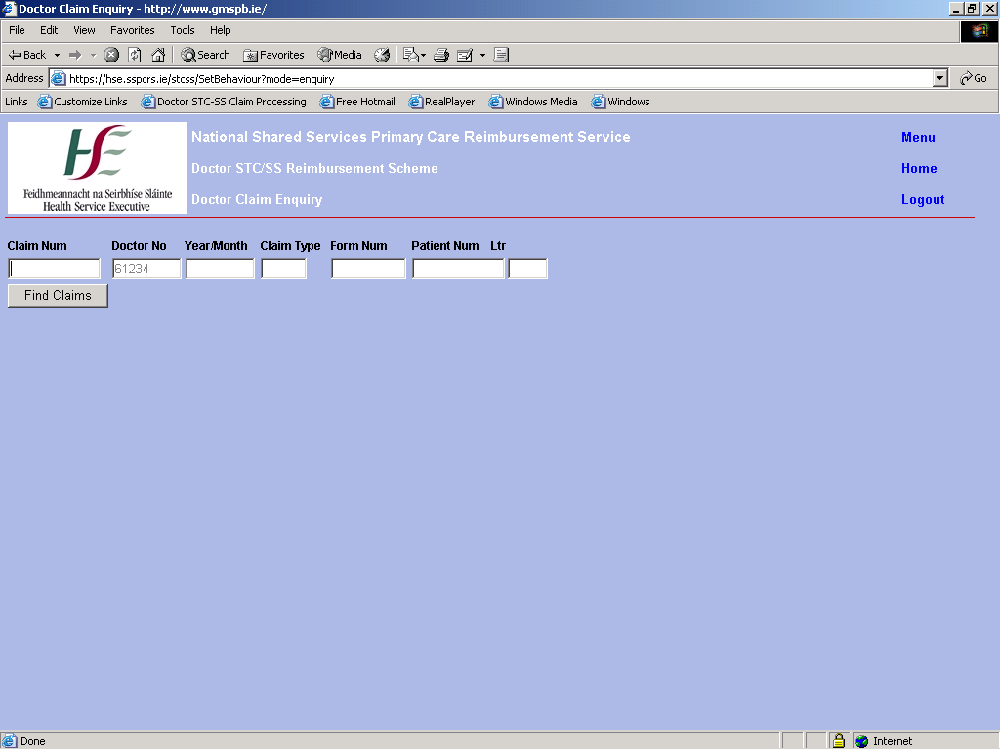 Doctor Claim Enquiry - http://www.gmspb.ie/
File Edit View Favorites Tools Help
Back Search Favorites Media
Address https://hse.sspcrs.ie/stcss/SetBehaviour?mode=enquiry Go
Links Customize Links Doctor STC-SS Claim Processing Free Hotmail RealPlayer Windows Media Windows
HSE
Feidhmeannacht na Seirbhíse Sláinte
Health Service Executive
National Shared Services Primary Care Reimbursement Service
Doctor STC/SS Reimbursement Scheme
Doctor Claim Enquiry
Menu
Home
Logout
Claim Num Doctor No Year/Month Claim Type Form Num Patient Num Ltr
61234
Find Claims
Done Internet